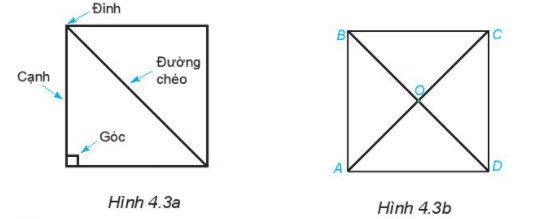 Đỉnh
Cạnh
Đường
chéo
Góc
Hình 4.3a
B
C
O
A
D
Hình 4.3b